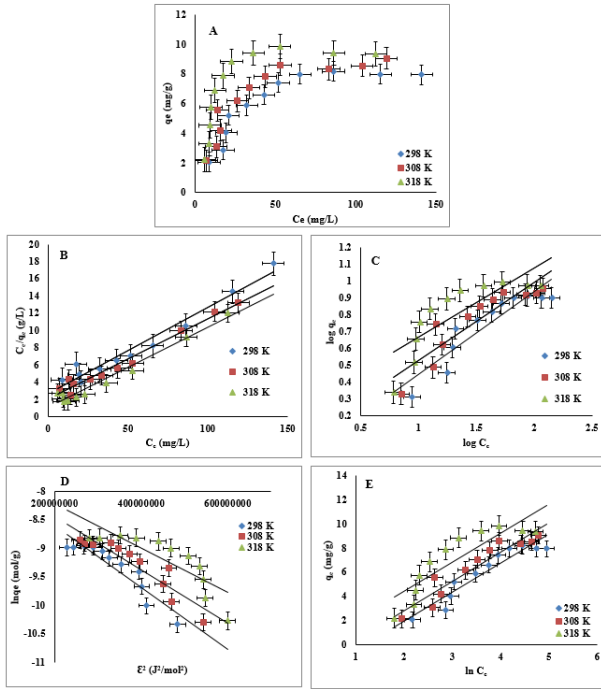 A
12
10
8
6
4
2
0
qe (mg/g)
0
50
100
150
Ce (mg/L)
298 K
308 K
318 K
B
20
18
16
14
12
10
8
6
4
2
0
Cₑ/qₑ (g/L)
0
50
100
150
Cₑ (mg/L)
298 K
308 K
318 K
C
1.2
1.1
1
0.9
0.8
0.7
0.6
0.5
0.4
0.3
0.2
log qₑ
0.5
1
1.5
2
2.5
log Cₑ
298 K
308 K
318 K
D
-8
200000000
400000000
600000000
-8.5
-9
-9.5
-10
-10.5
-11
lnqe (mol/g)
Ɛ² (J²/mol²)
298 K
308 K
318 K
E
14
12
10
8
6
4
2
0
qₑ (mg/g)
1
2
3
4
5
ln Cₑ
298 K
308 K
318 K